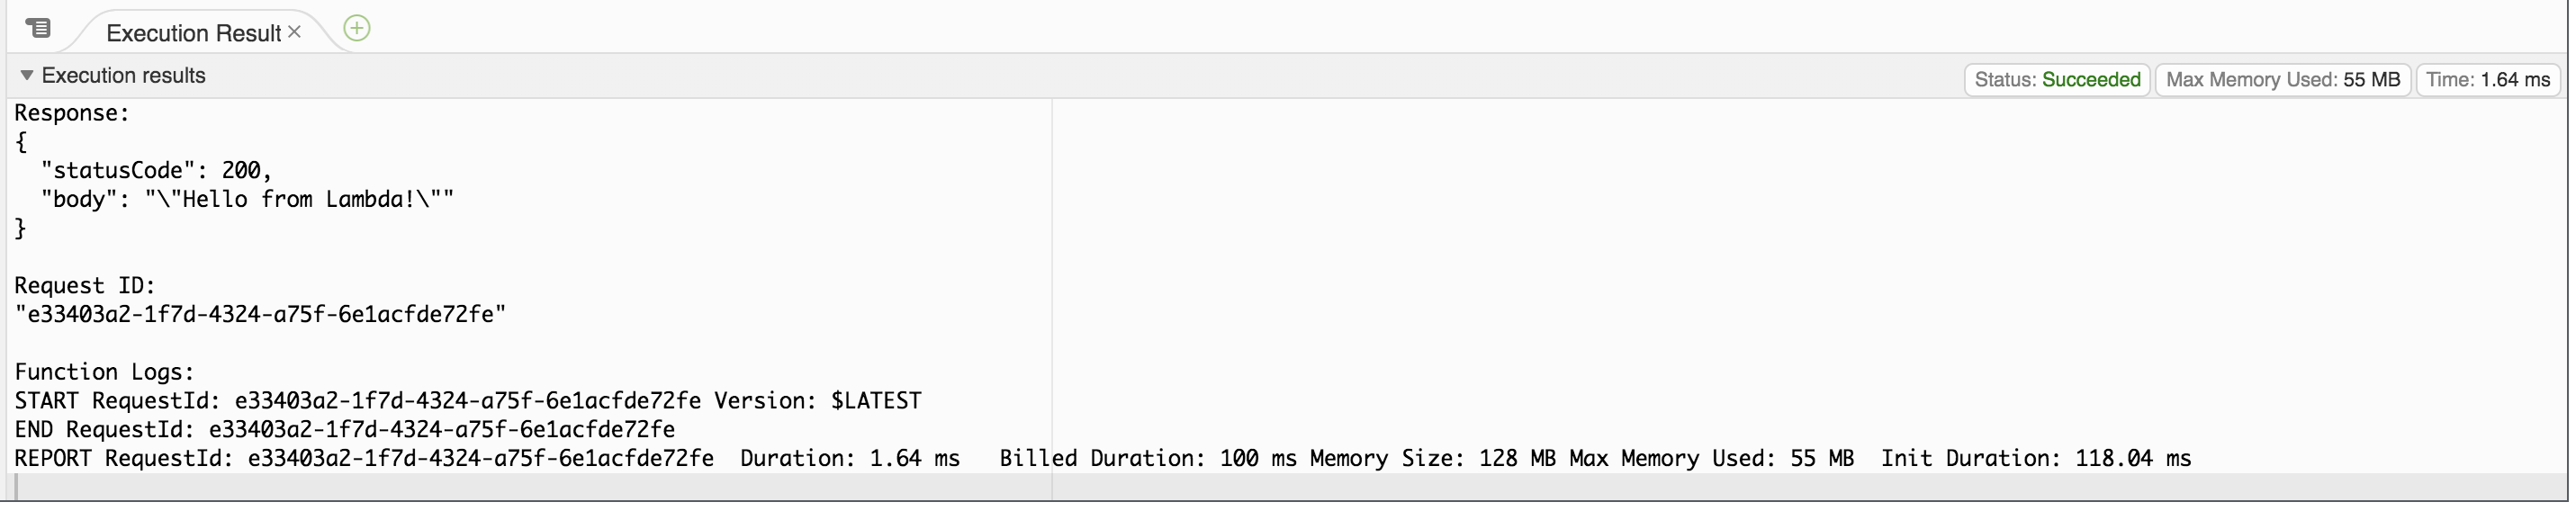 Execution Result ×
Execution results
Status: Succeeded Max Memory Used: 55 MB Time: 1.64 ms
Response:
{
  "statusCode": 200,
  "body": "\"Hello from Lambda!\""
}
Request ID:
"e33403a2-1f7d-4324-a75f-6e1acfde72fe"
Function Logs:
START RequestId: e33403a2-1f7d-4324-a75f-6e1acfde72fe Version: $LATEST
END RequestId: e33403a2-1f7d-4324-a75f-6e1acfde72fe
REPORT RequestId: e33403a2-1f7d-4324-a75f-6e1acfde72fe  Duration: 1.64 ms   Billed Duration: 100 ms Memory Size: 128 MB Max Memory Used: 55 MB  Init Duration: 118.04 ms